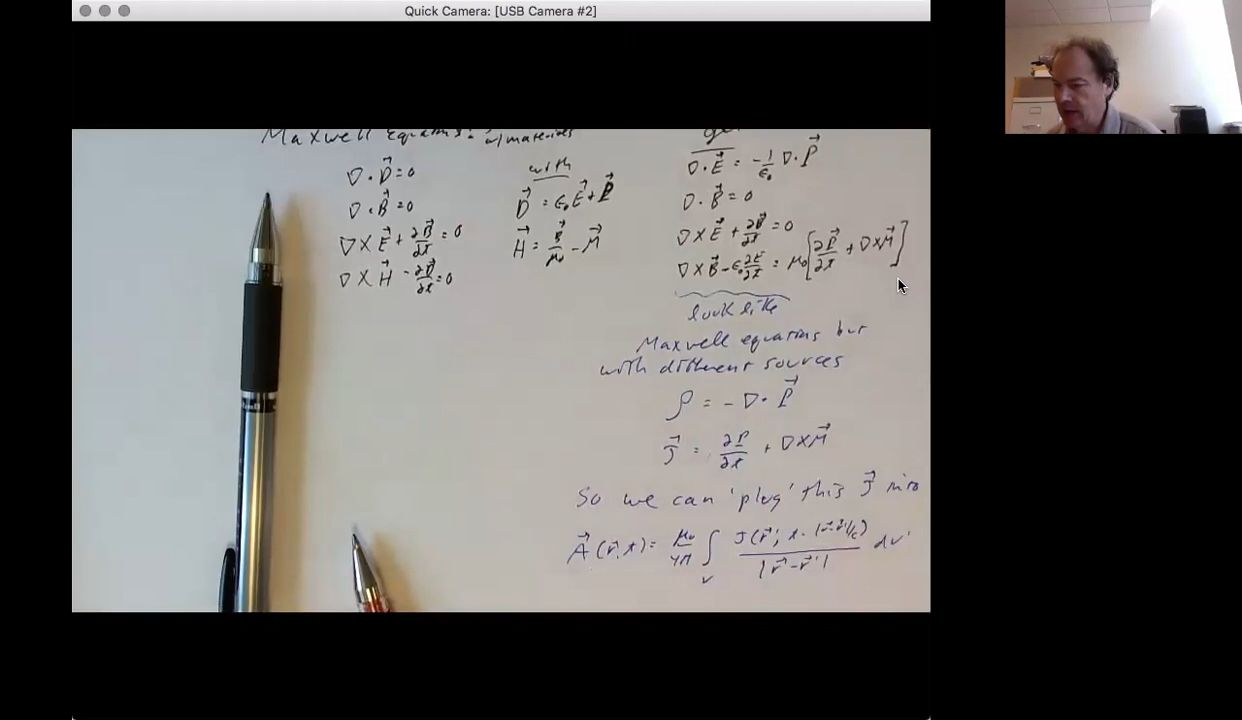 Quick Camera: [USB Camera #2]
Maxwell equations: w/materials
∇·D⃗=0
∇·B⃗=0
∇×E⃗+∂B⃗/∂t=0
∇×H⃗-∂D⃗/∂t=0
with
D⃗=ε₀E⃗+P⃗
H⃗=B⃗/μ₀-M⃗
∇·E⃗=-1/ε₀ ∇·P⃗
∇·B⃗=0
∇×E⃗+∂B⃗/∂t=0
∇×B⃗-ε₀∂E/∂t=μ₀[∂P⃗/∂t+∇×M⃗]
look like
Maxwell equations but
with different sources
ρ=-∇·P⃗
J⃗=∂P/∂t+∇×M⃗
So we can 'plug' this J⃗ into
A⃗(r⃗,t)=μ₀/4π ∫v J(r⃗', t-|r⃗-r⃗'|/c)/|r⃗-r⃗'| dv'